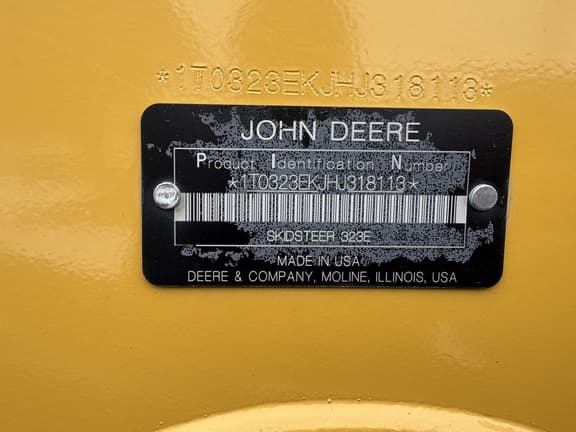 *1T0323EKJHJ318113*
JOHN DEERE
Product Identification Number
*1T0323EKJHJ318113*
SKIDSTEER 323E
MADE IN USA
DEERE & COMPANY, MOLINE, ILLINOIS, USA